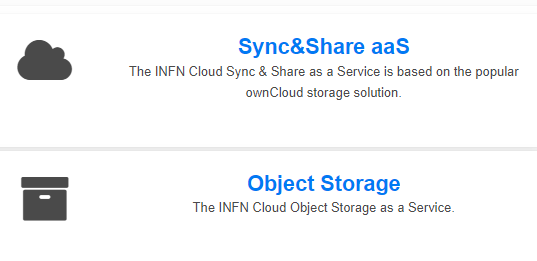 Sync&Share aaS
The INFN Cloud Sync & Share as a Service is based on the popular
ownCloud storage solution.
Object Storage
The INFN Cloud Object Storage as a Service.